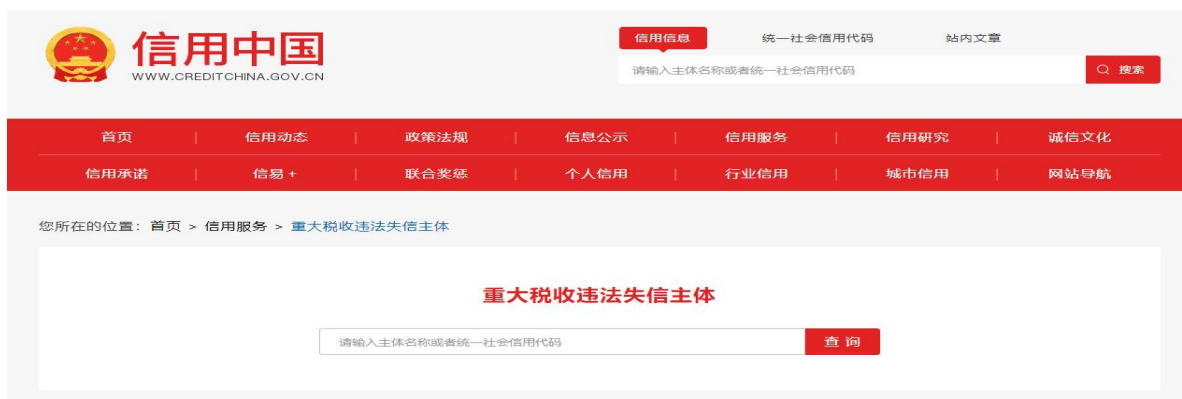 信用中国
WWW.CREDITCHINA.GOV.CN
信用信息 统一社会信用代码 站内文章
请输入主体名称或者统一社会信用代码 搜索
首页 | 信用动态 | 政策法规 | 信息公示 | 信用服务 | 信用研究 | 诚信文化
信用承诺 | 信易+ | 联合奖惩 | 个人信用 | 行业信用 | 城市信用 | 网站导航
您所在的位置：首页 > 信用服务 > 重大税收违法失信主体
重大税收违法失信主体
请输入主体名称或者统一社会信用代码 查询